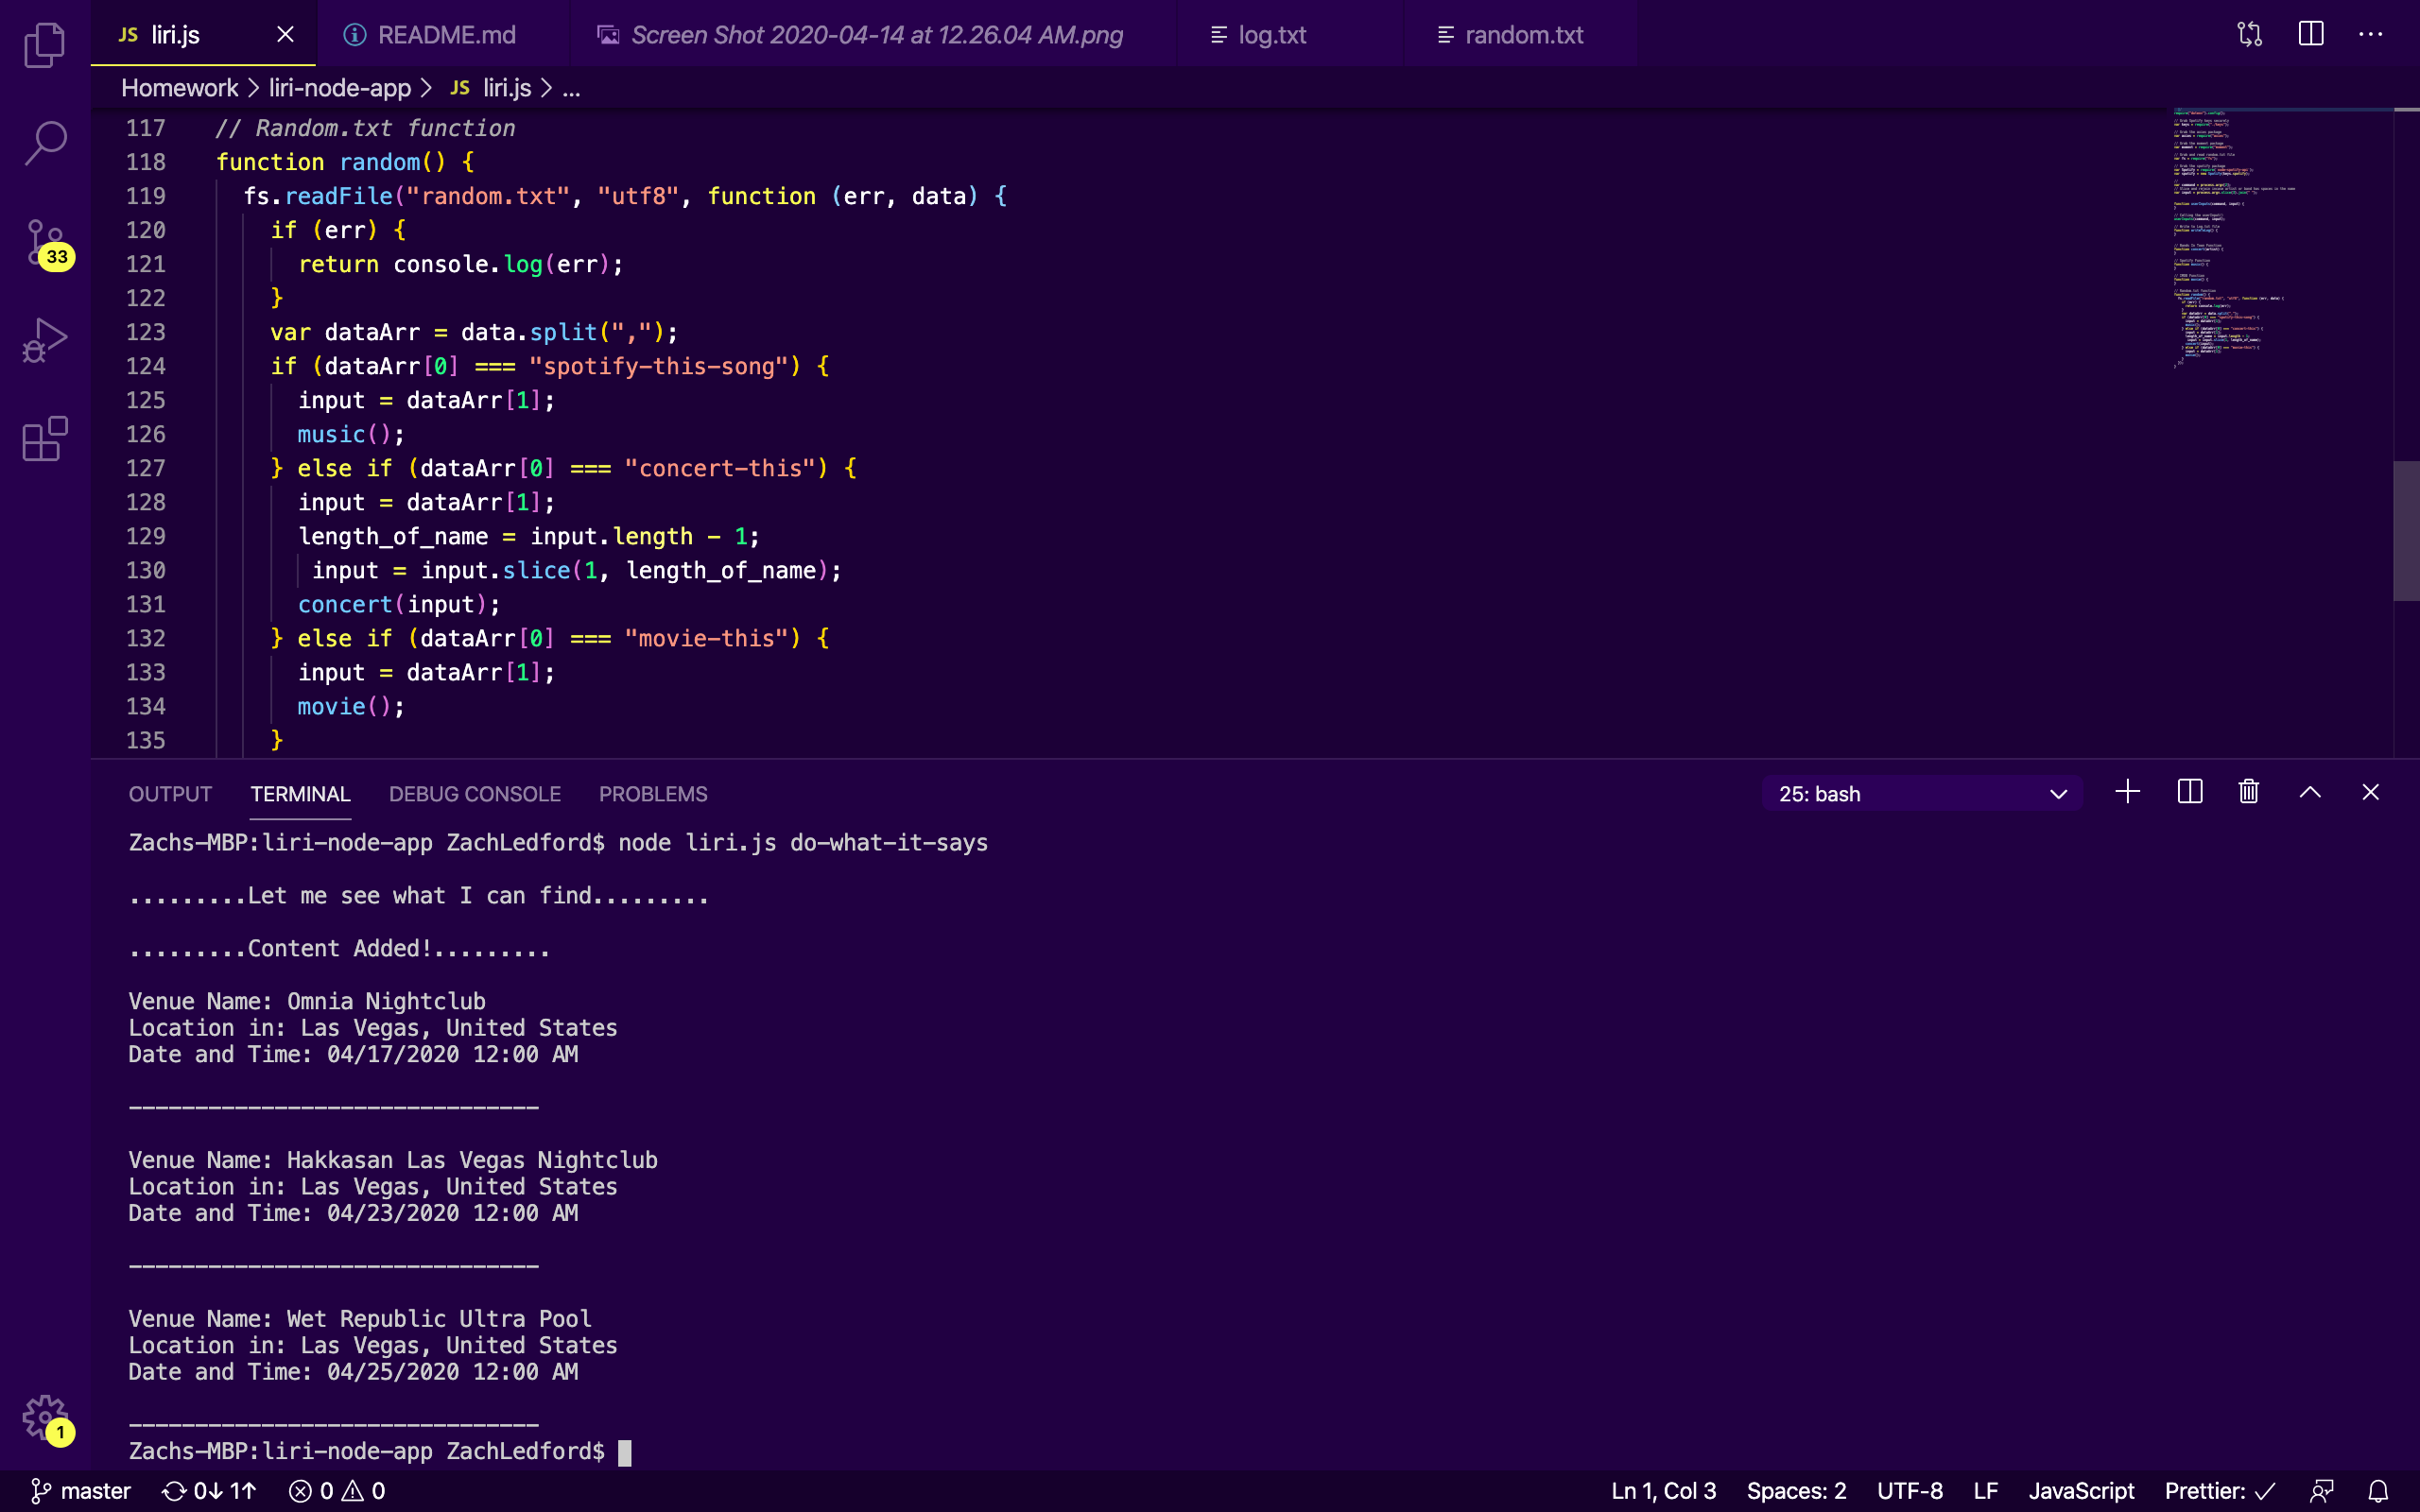 JS liri.js
README.md
Screen Shot 2020-04-14 at 12.26.04 AM.png
log.txt
random.txt
Homework > liri-node-app > JS liri.js > ...
33
117 // Random.txt function
118 function random() {
119 fs.readFile("random.txt", "utf8", function (err, data) {
120 if (err) {
121 return console.log(err);
122 }
123 var dataArr = data.split(",");
124 if (dataArr[0] === "spotify-this-song") {
125 input = dataArr[1];
126 music();
127 } else if (dataArr[0] === "concert-this") {
128 input = dataArr[1];
129 length_of_name = input.length - 1;
130 input = input.slice(1, length_of_name);
131 concert(input);
132 } else if (dataArr[0] === "movie-this") {
133 input = dataArr[1];
134 movie();
135 }
OUTPUT TERMINAL DEBUG CONSOLE PROBLEMS
25: bash
Zachs-MBP:liri-node-app ZachLedford$ node liri.js do-what-it-says
.........Let me see what I can find.........
.........Content Added!.........
Venue Name: Omnia Nightclub
Location in: Las Vegas, United States
Date and Time: 04/17/2020 12:00 AM
-------------------------------
Venue Name: Hakkasan Las Vegas Nightclub
Location in: Las Vegas, United States
Date and Time: 04/23/2020 12:00 AM
-------------------------------
Venue Name: Wet Republic Ultra Pool
Location in: Las Vegas, United States
Date and Time: 04/25/2020 12:00 AM
-------------------------------
Zachs-MBP:liri-node-app ZachLedford$
1
master 0↓ 1↑ 0 0
Ln 1, Col 3 Spaces: 2 UTF-8 LF JavaScript Prettier: ✓